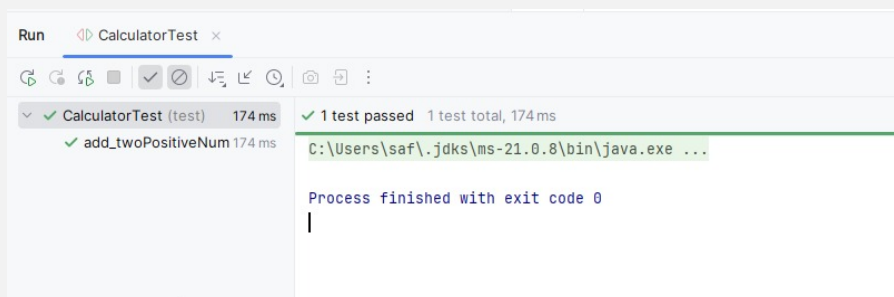 Run CalculatorTest
CalculatorTest (test) 174 ms
add_twoPositiveNum 174 ms
1 test passed 1 test total, 174 ms
C:\Users\saf\.jdks\ms-21.0.8\bin\java.exe ...
Process finished with exit code 0